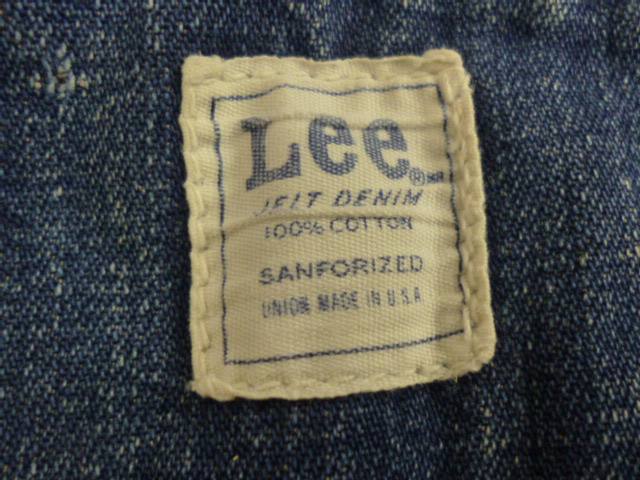 Lee®
JELT DENIM
100% COTTON
SANFORIZED
UNION MADE IN U.S.A.